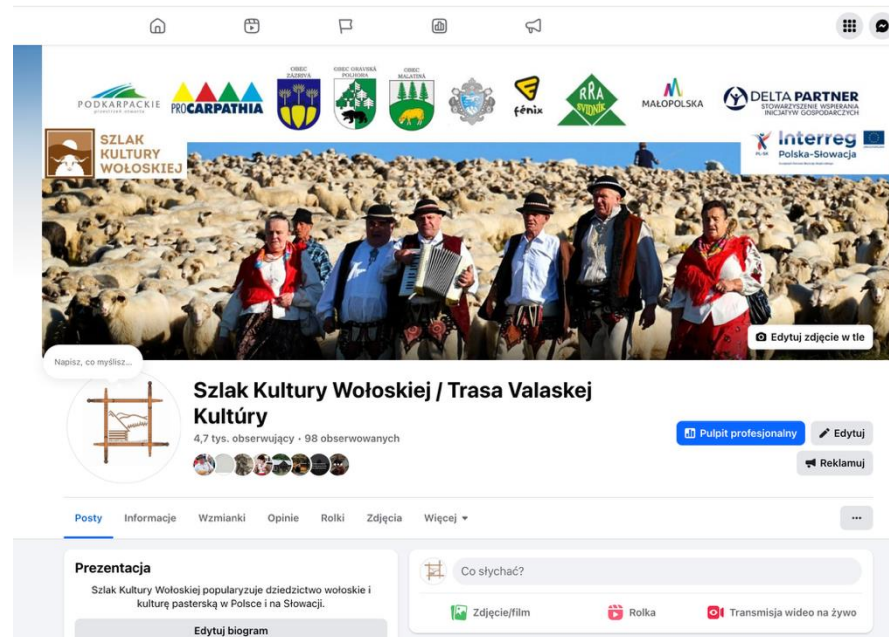 OBEC
ZÁZRIVÁ
OBEC ORAVSKÁ
POLHORA
OBEC
MALATINÁ
PODKARPACKIE
przestrzeń otwarta
PROCARPATHIA
fénix
RRA
SVIDNÍK
MAŁOPOLSKA
DELTA PARTNER
STOWARZYSZENIE WSPIERANIA
INICJATYW GOSPODARCZYCH
SZLAK
KULTURY
WOŁOSKIEJ
PL-SK
Interreg
Polska-Słowacja
Edytuj zdjęcie w tle
Napisz, co myślisz...
Szlak Kultury Wołoskiej / Trasa Valaskej
Kultúry
4,7 tys. obserwujący · 98 obserwowanych
Pulpit profesjonalny
Edytuj
Reklamuj
Posty Informacje Wzmianki Opinie Rolki Zdjęcia Więcej
Prezentacja
Szlak Kultury Wołoskiej popularyzuje dziedzictwo wołoskie i
kulturę pasterską w Polsce i na Słowacji.
Edytuj biogram
Co słychać?
Zdjęcie/film
Rolka
Transmisja wideo na żywo